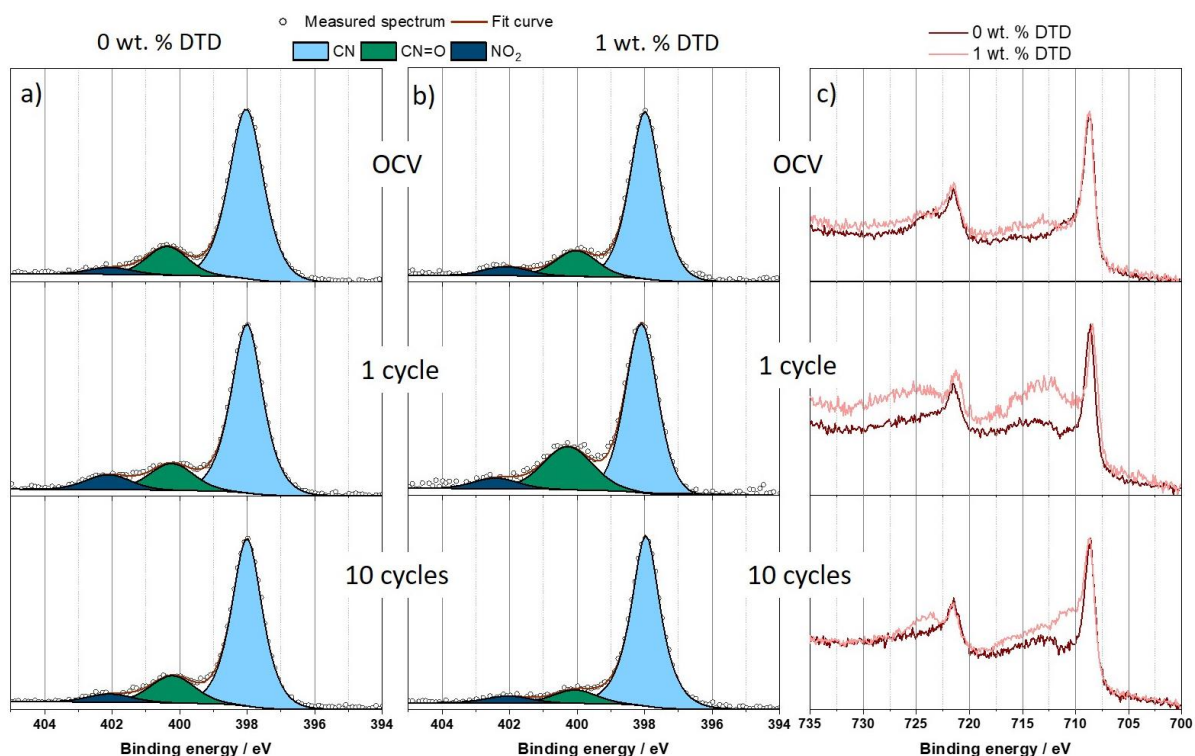 Measured spectrum Fit curve
0 wt. % DTD
CN CN=O NO2
1 wt. % DTD
0 wt. % DTD
1 wt. % DTD
a)
b)
c)
OCV
OCV
1 cycle
1 cycle
10 cycles
10 cycles
404 402 400 398 396 394
404 402 400 398 396 394
735 730 725 720 715 710 705 700
Binding energy / eV
Binding energy / eV
Binding energy / eV